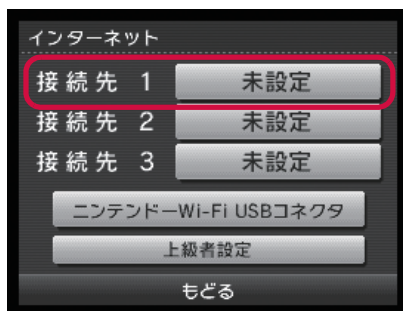 インターネット
接続先 1 未設定
接続先 2 未設定
接続先 3 未設定
ニンテンドーWi-Fi USBコネクタ
上級者設定
もどる